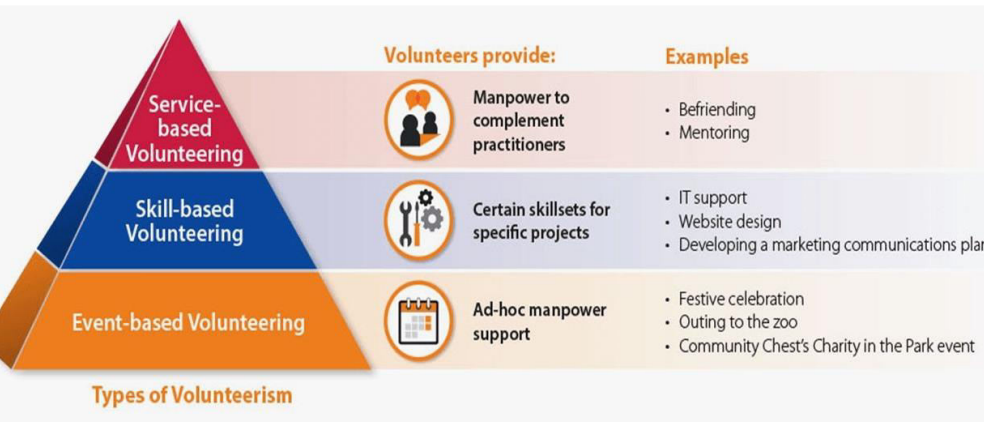 Volunteers provide:
Examples
Service-
based
Volunteering
Manpower to
complement
practitioners
• Befriending
• Mentoring
Skill-based
Volunteering
Certain skillsets for
specific projects
• IT support
• Website design
• Developing a marketing communications plan
Event-based Volunteering
Ad-hoc manpower
support
• Festive celebration
• Outing to the zoo
• Community Chest's Charity in the Park event
Types of Volunteerism